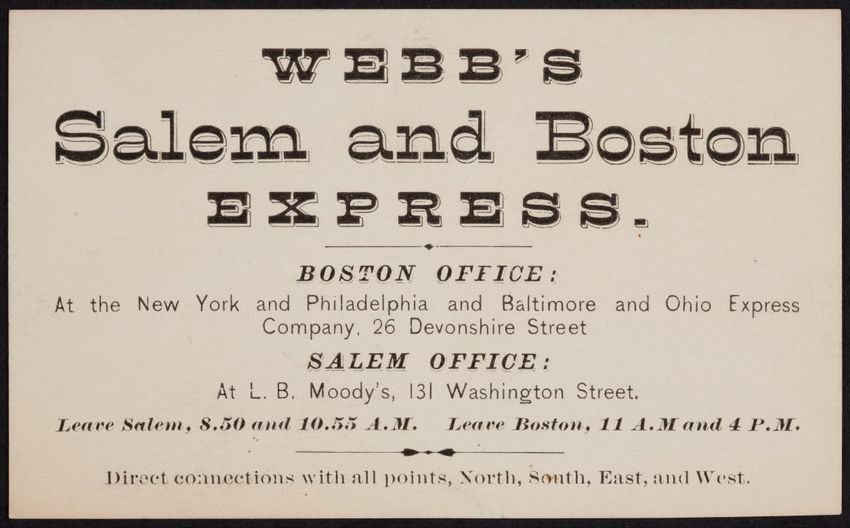 WEBB'S
Salem and Boston
EXPRESS.
BOSTON OFFICE:
At the New York and Philadelphia and Baltimore and Ohio Express
Company, 26 Devonshire Street
SALEM OFFICE:
At L. B. Moody's, 131 Washington Street.
Leave Salem, 8.50 and 10.55 A.M. Leave Boston, 11 A.M and 4 P.M.
Direct connections with all points, North, South, East, and West.